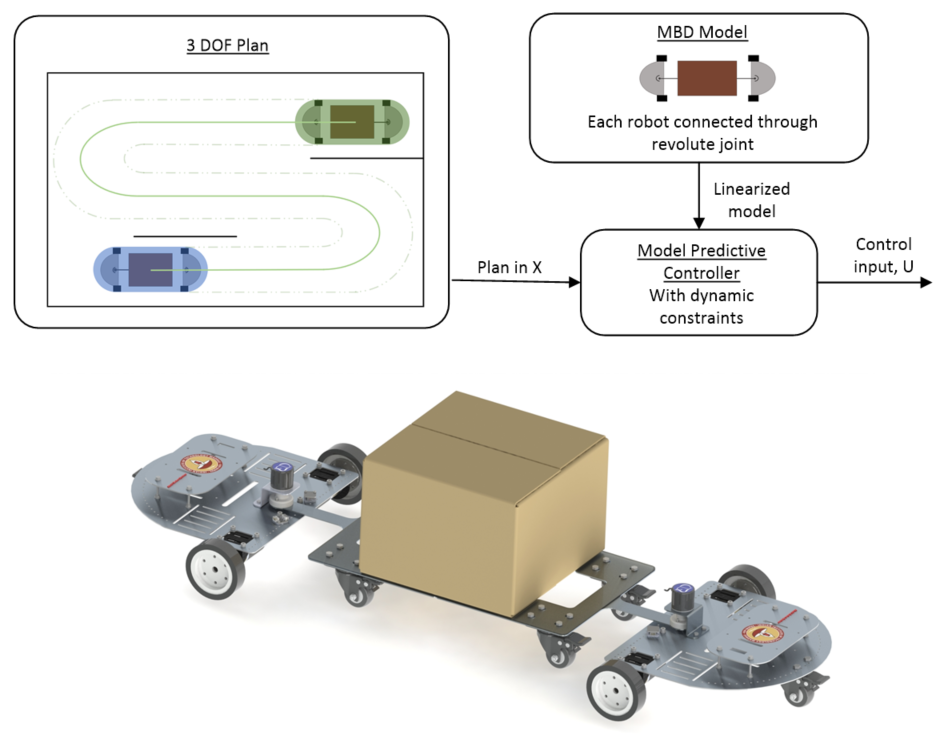 3 DOF Plan
MBD Model
Each robot connected through
revolute joint
Linearized
model
Plan in X
Model Predictive
Controller
With dynamic
constraints
Control
input, U